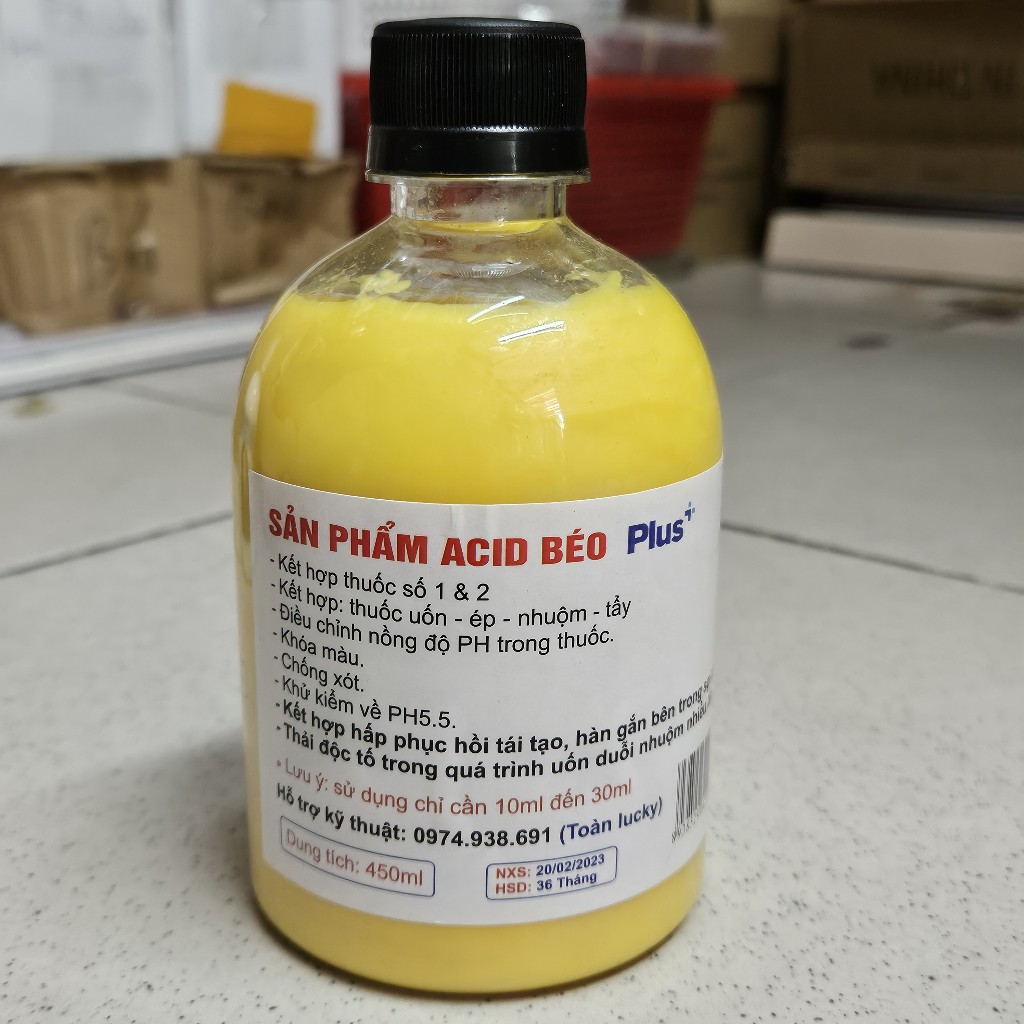 SẢN PHẨM ACID BÉO Plus+
- Kết hợp thuốc số 1 & 2
- Kết hợp: thuốc uốn - ép - nhuộm - tẩy
- Điều chỉnh nồng độ PH trong thuốc.
- Khóa màu.
- Chống xót.
- Khử kiềm về PH5.5.
- Kết hợp hấp phục hồi tái tạo, hàn gắn bên trong
- Thải độc tố trong quá trình uốn duỗi nhuộm nhiều
* Lưu ý: sử dụng chỉ cần 10ml đến 30ml
Hỗ trợ kỹ thuật: 0974.938.691 (Toàn lucky)
Dung tích: 450ml
NXS: 20/02/2023
HSD: 36 Tháng